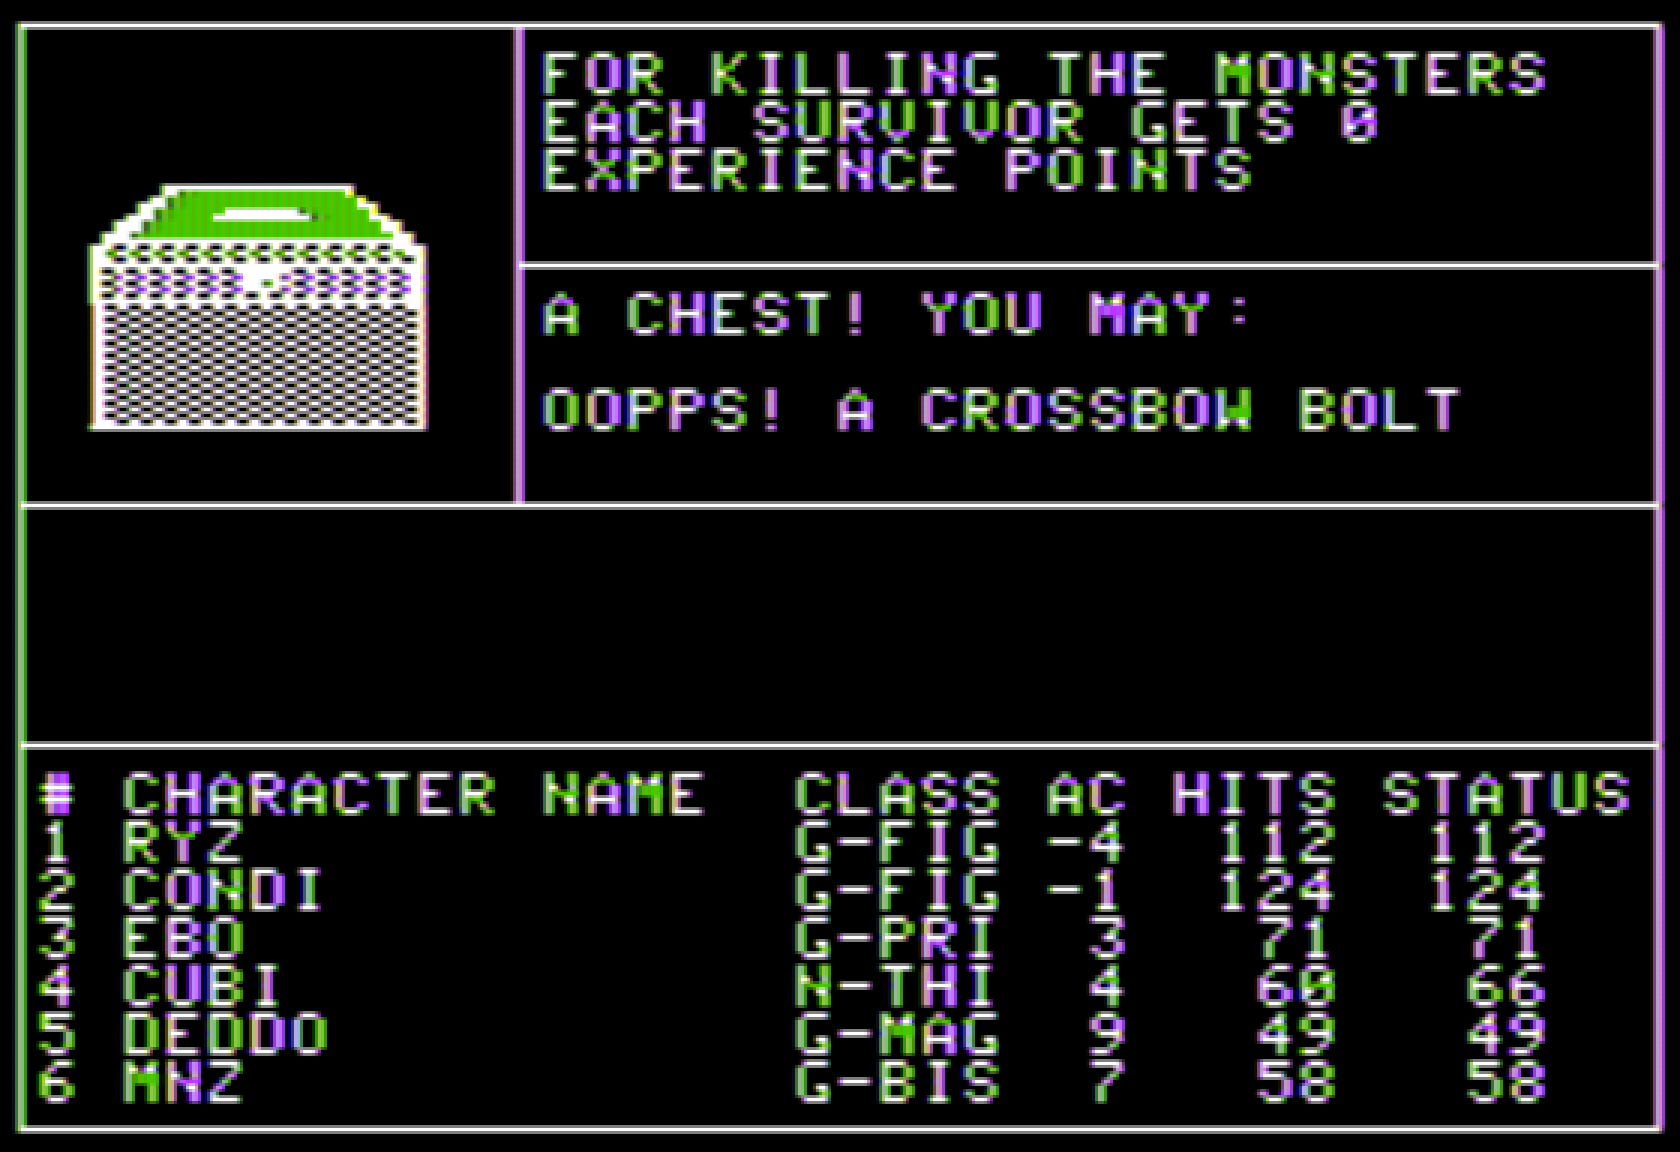 FOR KILLING THE MONSTERS
EACH SURVIVOR GETS 0
EXPERIENCE POINTS
A CHEST! YOU MAY:
OOPPS! A CROSSBOW BOLT
# CHARACTER NAME CLASS AC HITS STATUS
1 RYZ G-FIG -4 112 112
2 CONDI G-FIG -1 124 124
3 EBO G-PRI 3 71 71
4 CUBI N-THI 4 60 66
5 DEDDO G-MAG 9 49 49
6 MNZ G-BIS 7 58 58